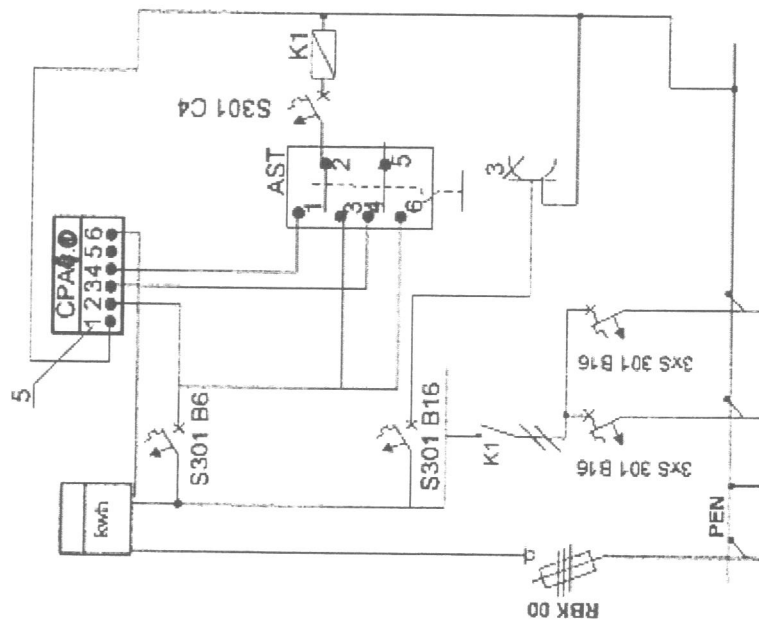 CPA
1 2 3 4 5 6
5
kwh
S301 B6
S301 C4
K1
AST
1
2
3
4
5
6
3
S301 B16
K1
3xS 301 B16
3xS 301 B16
RBK 00
PEN